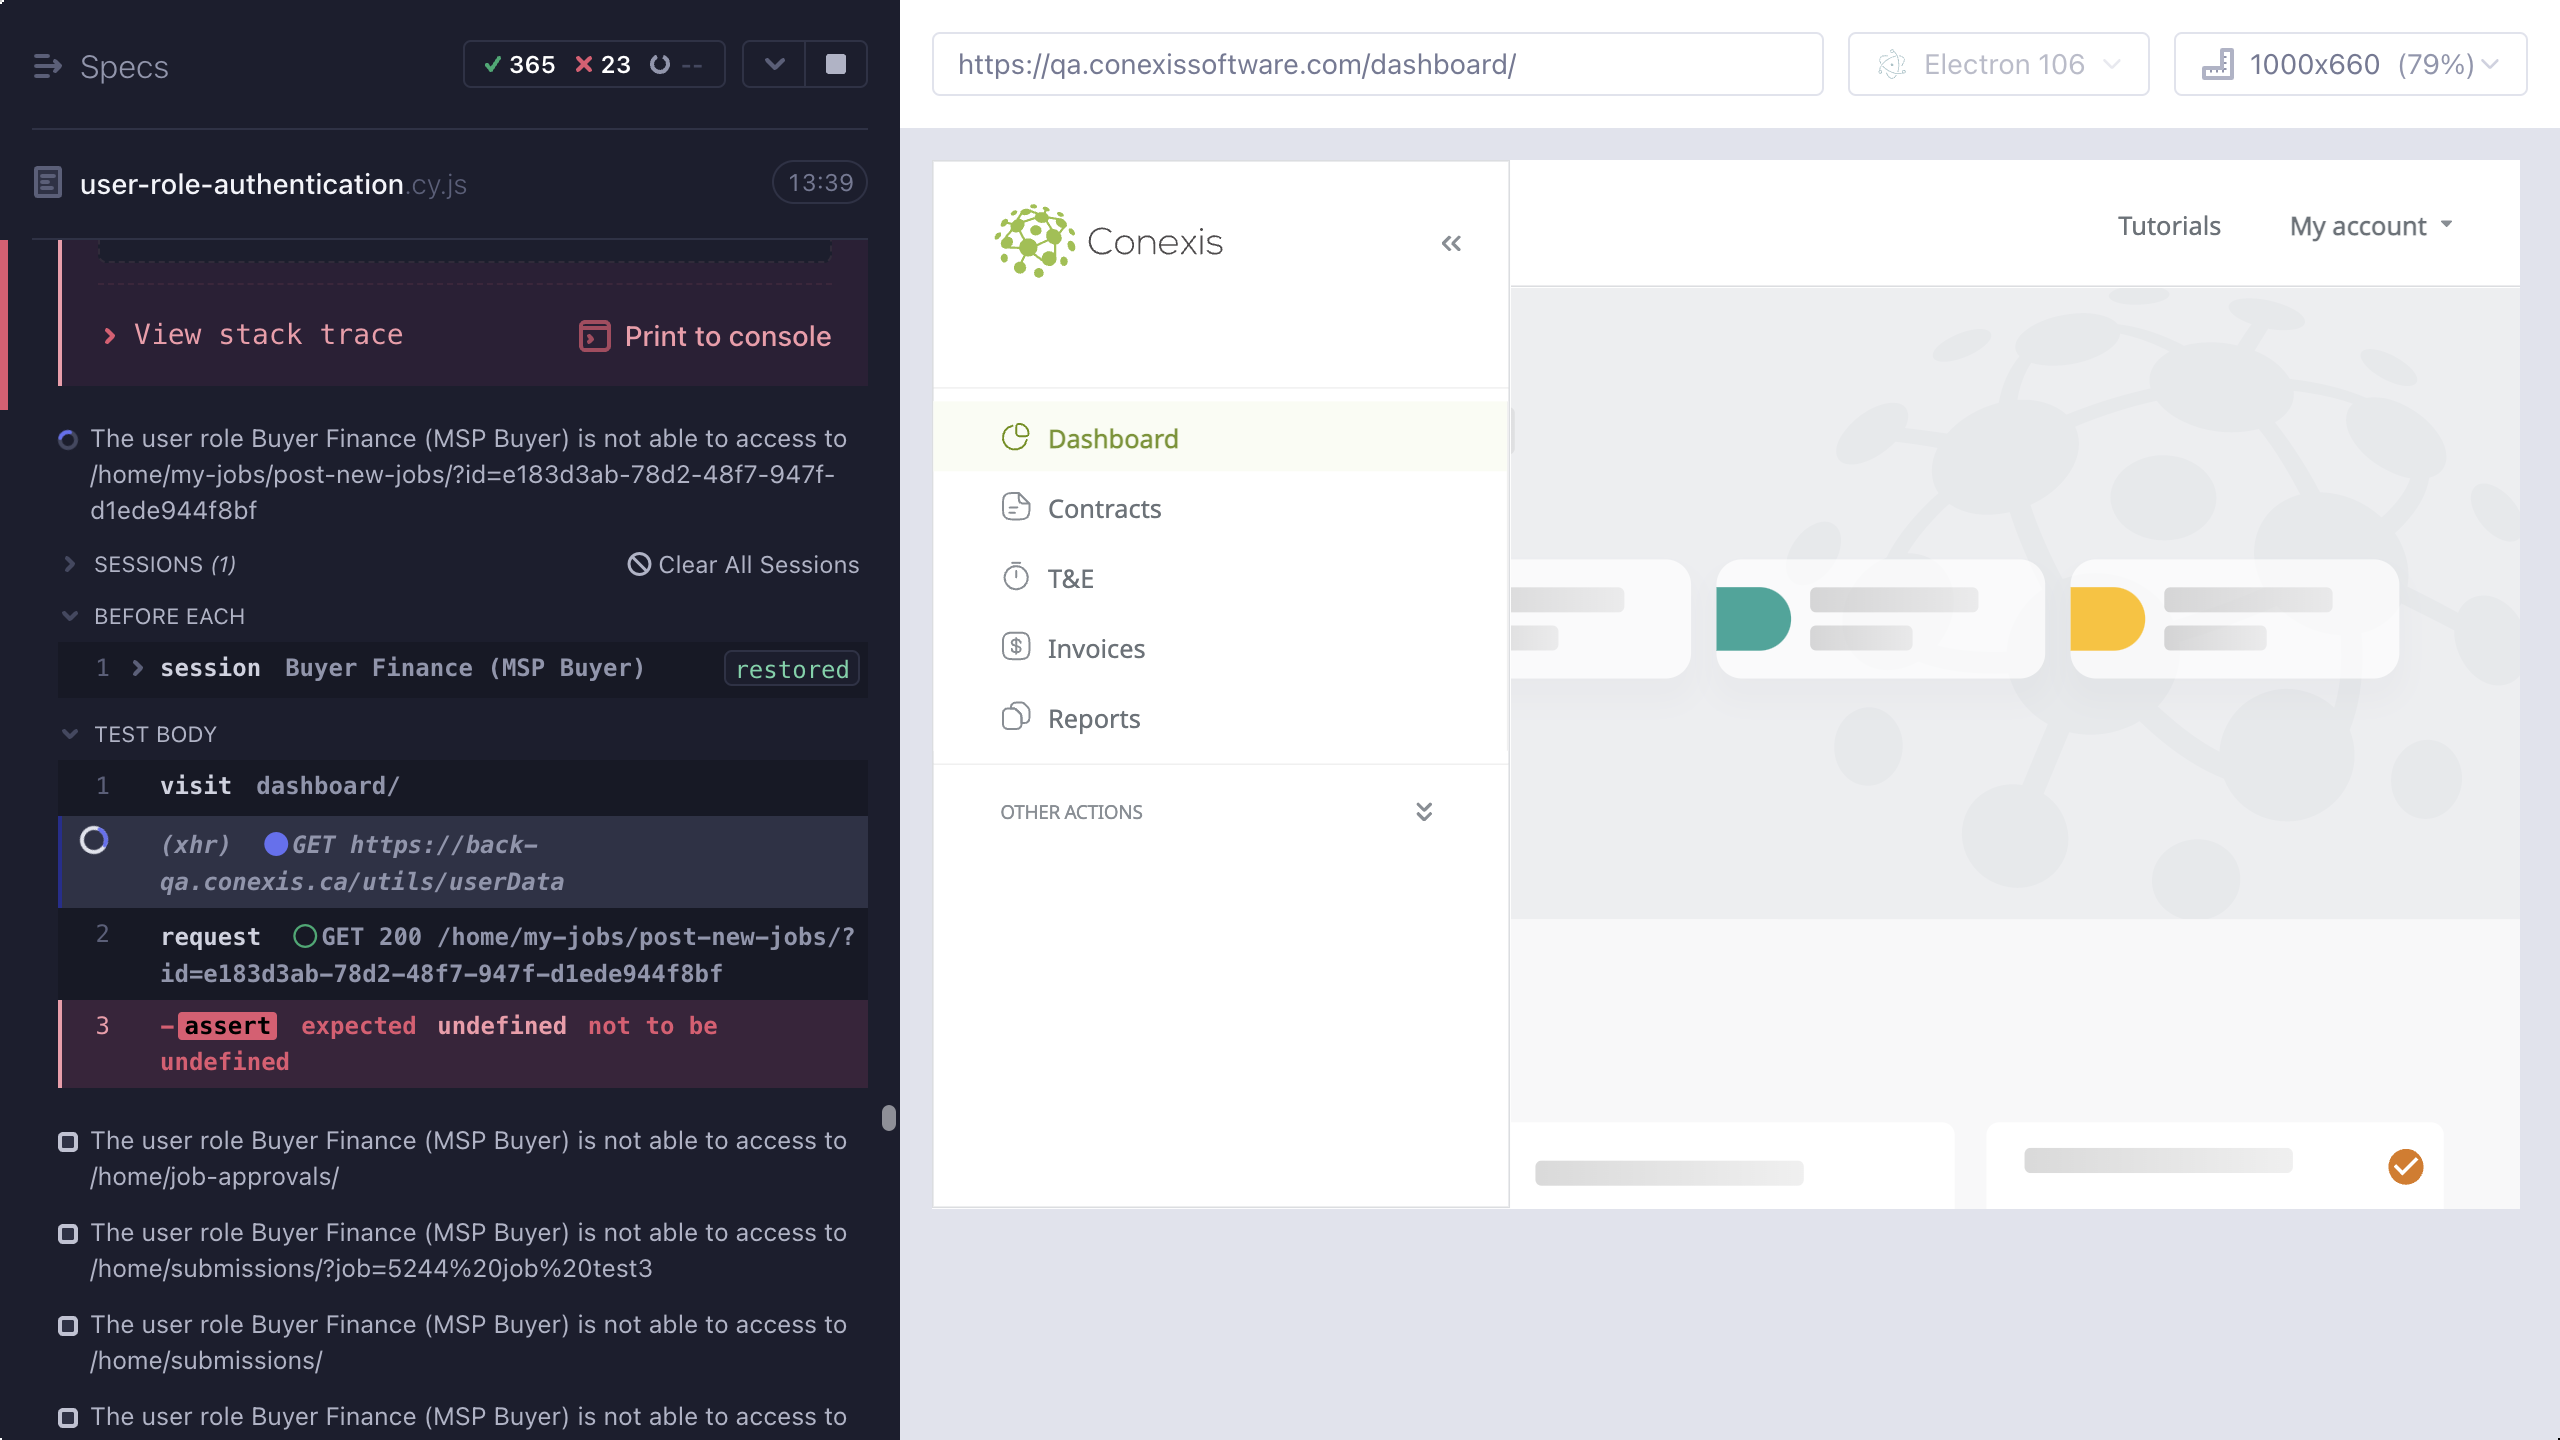 Specs
365 23 --
user-role-authentication.cy.js
13:39
View stack trace
Print to console
The user role Buyer Finance (MSP Buyer) is not able to access to
/home/my-jobs/post-new-jobs/?id=e183d3ab-78d2-48f7-947f-
d1ede944f8bf
SESSIONS (1)
Clear All Sessions
BEFORE EACH
1 session Buyer Finance (MSP Buyer) restored
TEST BODY
1 visit dashboard/
(xhr) GET https://back-
qa.conexis.ca/utils/userData
2 request GET 200 /home/my-jobs/post-new-jobs/?
id=e183d3ab-78d2-48f7-947f-d1ede944f8bf
3 -assert expected undefined not to be
undefined
The user role Buyer Finance (MSP Buyer) is not able to access to
/home/job-approvals/
The user role Buyer Finance (MSP Buyer) is not able to access to
/home/submissions/?job=5244%20job%20test3
The user role Buyer Finance (MSP Buyer) is not able to access to
/home/submissions/
The user role Buyer Finance (MSP Buyer) is not able to access to
https://qa.conexissoftware.com/dashboard/
Electron 106
1000x660 (79%)
Conexis
Tutorials
My account
Dashboard
Contracts
T&E
Invoices
Reports
OTHER ACTIONS